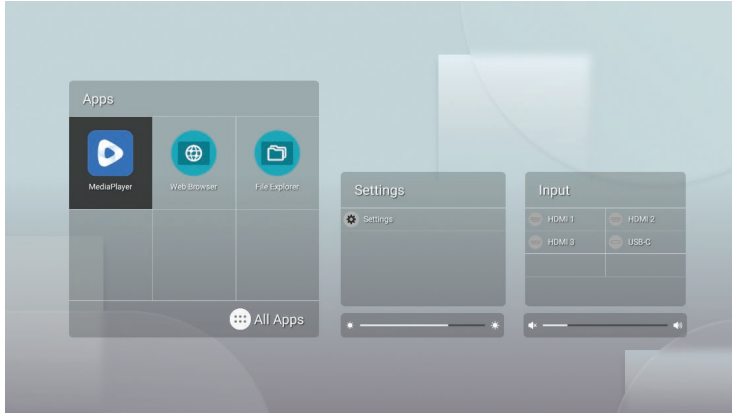 Apps
MediaPlayer
Web Browser
File Explorer
All Apps
Settings
Settings
Input
HDMI 1
HDMI 2
HDMI 3
USB-C